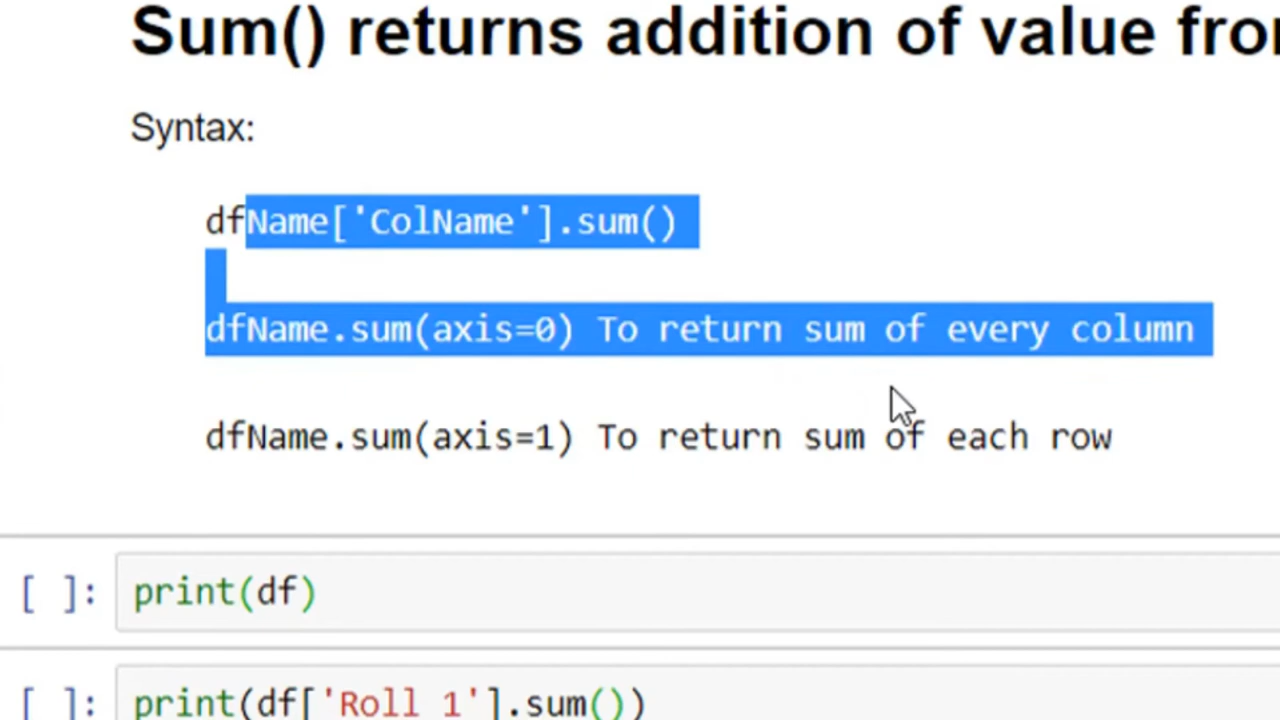 Sum() returns addition of value
Syntax:
dfName['ColName'].sum()
dfName.sum(axis=0) To return sum of every column
dfName.sum(axis=1) To return sum of each row
[ ]: print(df)
[ ]: print(df['Roll 1'].sum())